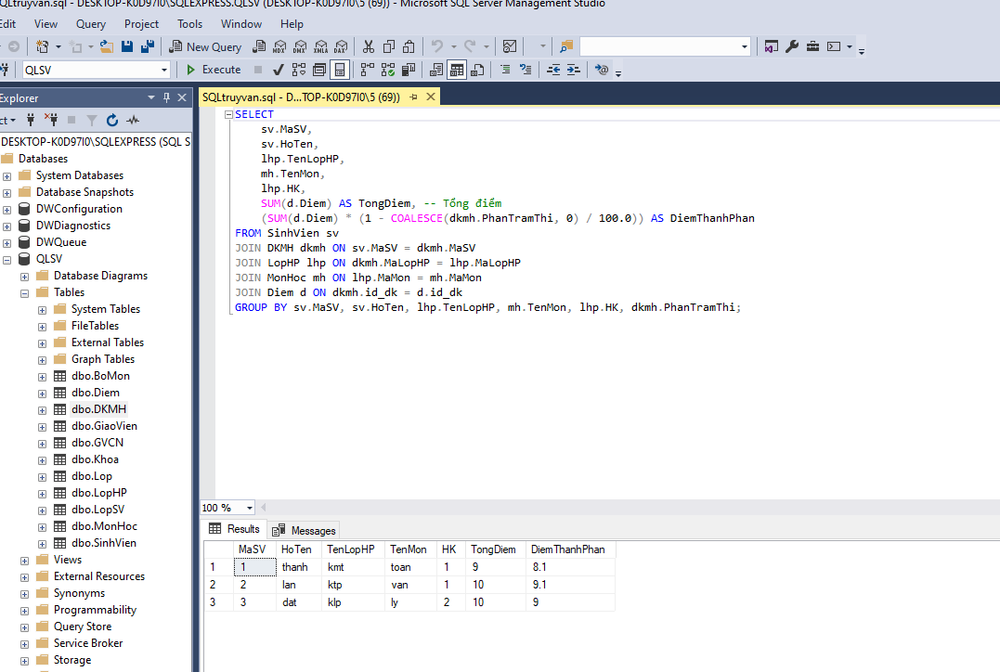 QLtruyvan.sql - DESKTOP-K0D97I0\SQLEXPRESS.QLSV (DESKTOP-K0D97I0\5 (69)) - Microsoft SQL Server Management Studio
Edit View Query Project Tools Window Help
New Query MDX DMX XMLA DAX
QLSV Execute
Explorer
SQLtruyvan.sql - D...TOP-K0D97I0\5 (69))
DESKTOP-K0D97I0\SQLEXPRESS (SQL S
Databases
System Databases
Database Snapshots
DWConfiguration
DWDiagnostics
DWQueue
QLSV
Database Diagrams
Tables
System Tables
FileTables
External Tables
Graph Tables
dbo.BoMon
dbo.Diem
dbo.DKMH
dbo.GiaoVien
dbo.GVCN
dbo.Khoa
dbo.Lop
dbo.LopHP
dbo.LopSV
dbo.MonHoc
dbo.SinhVien
Views
External Resources
Synonyms
Programmability
Query Store
Service Broker
Storage
SELECT
sv.MaSV,
sv.HoTen,
lhp.TenLopHP,
mh.TenMon,
lhp.HK,
SUM(d.Diem) AS TongDiem, -- Tổng điểm
(SUM(d.Diem) * (1 - COALESCE(dkmh.PhanTramThi, 0) / 100.0)) AS DiemThanhPhan
FROM SinhVien sv
JOIN DKMH dkmh ON sv.MaSV = dkmh.MaSV
JOIN LopHP lhp ON dkmh.MaLopHP = lhp.MaLopHP
JOIN MonHoc mh ON lhp.MaMon = mh.MaMon
JOIN Diem d ON dkmh.id_dk = d.id_dk
GROUP BY sv.MaSV, sv.HoTen, lhp.TenLopHP, mh.TenMon, lhp.HK, dkmh.PhanTramThi;
100 %
Results Messages
MaSV HoTen TenLopHP TenMon HK TongDiem DiemThanhPhan
1 1 thanh kmt toan 1 9 8.1
2 2 lan ktp van 1 10 9.1
3 3 dat klp ly 2 10 9